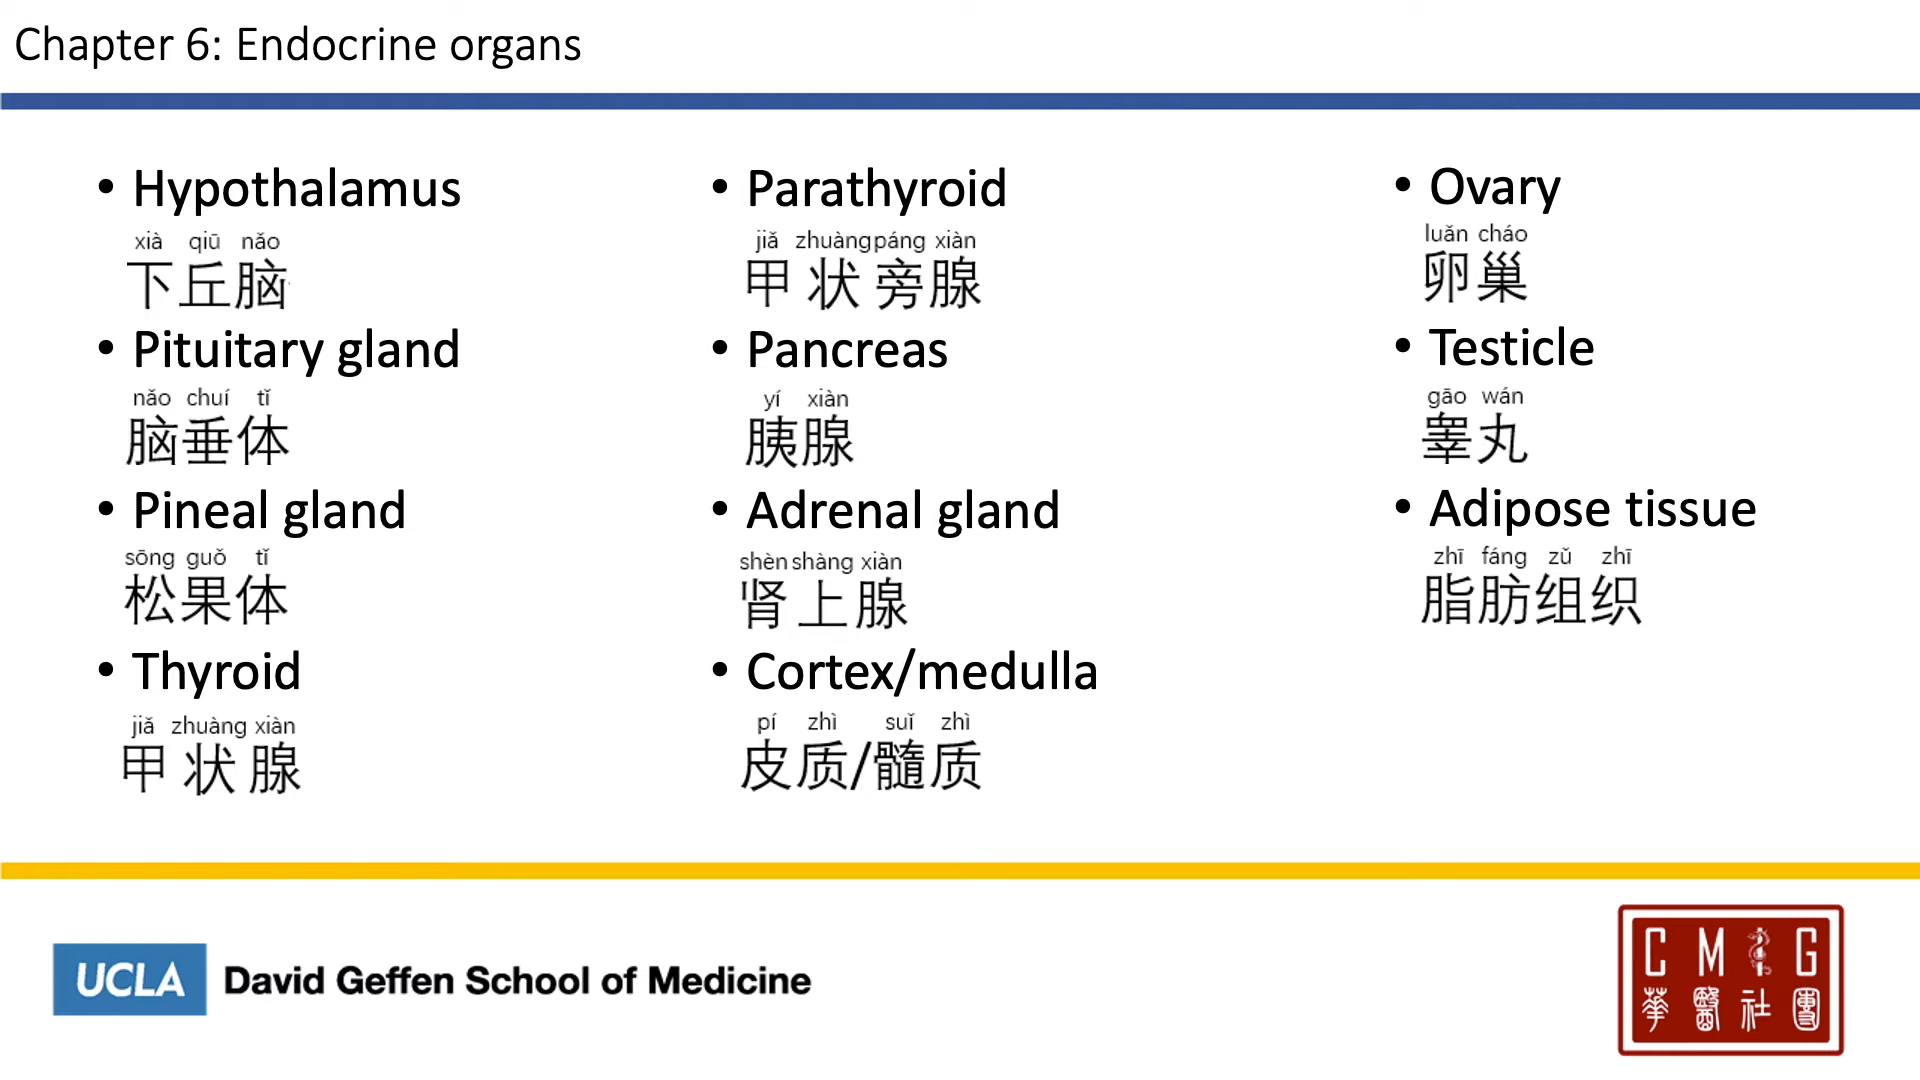 Chapter 6: Endocrine organs
• Hypothalamus
xià qiū nǎo
下丘脑
• Pituitary gland
nǎo chuí tǐ
脑垂体
• Pineal gland
sōng guǒ tǐ
松果体
• Thyroid
jiǎ zhuàng xiàn
甲状腺
• Parathyroid
jiǎ zhuàng páng xiàn
甲状旁腺
• Pancreas
yí xiàn
胰腺
• Adrenal gland
shèn shàng xiàn
肾上腺
• Cortex/medulla
pí zhì suǐ zhì
皮质/髓质
• Ovary
luǎn cháo
卵巢
• Testicle
gāo wán
睾丸
• Adipose tissue
zhī fáng zǔ zhī
脂肪组织
UCLA David Geffen School of Medicine
C M G
華醫社團